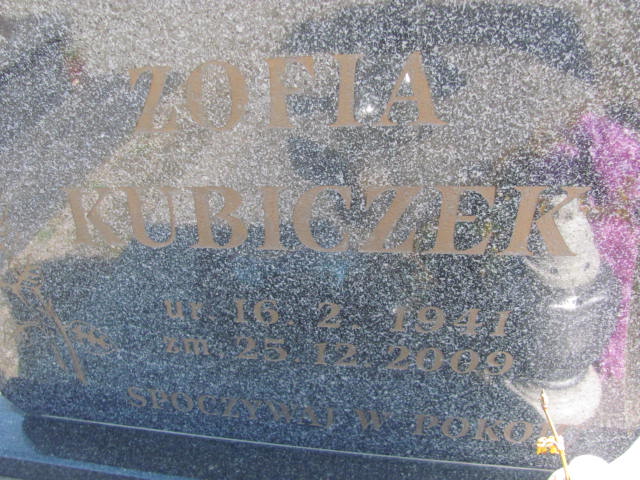 ZOFIA
KUBICZEK
ur. 16. 2. 1941
zm. 25. 12. 2009
SPOCZYWAJ W POKOJU